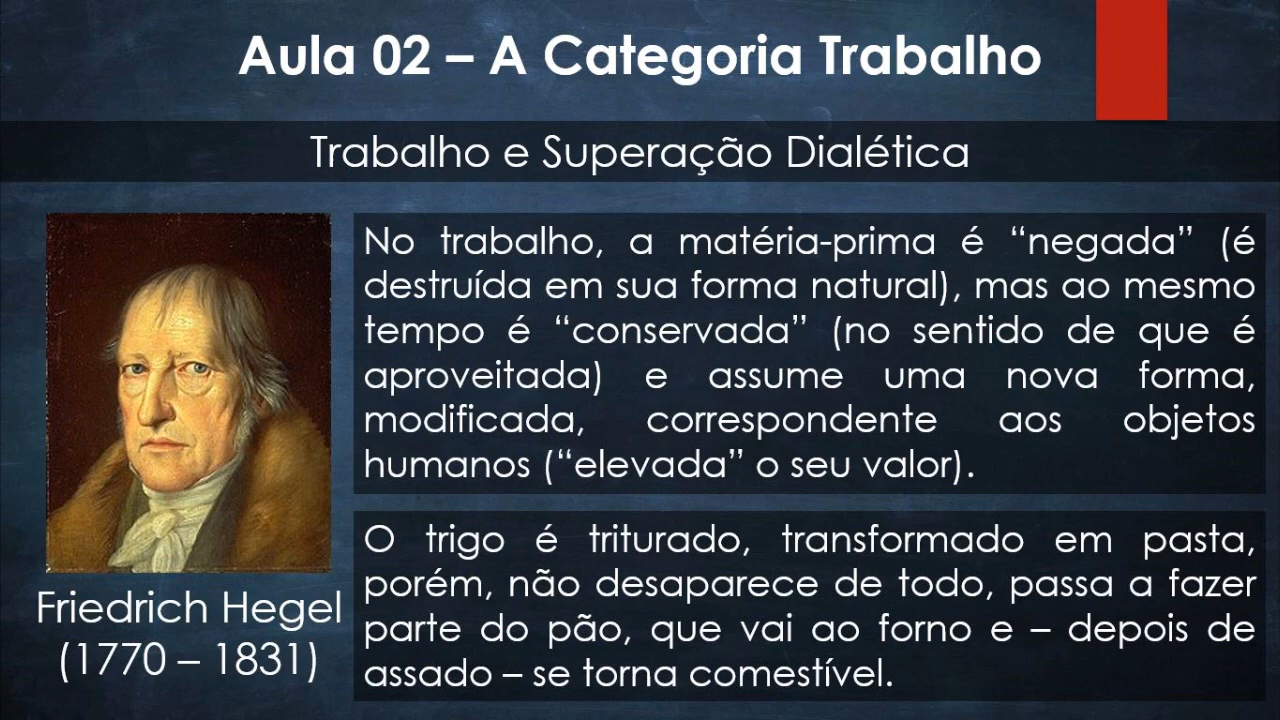 Aula 02 – A Categoria Trabalho
Trabalho e Superação Dialética
No trabalho, a matéria-prima é “negada” (é
destruída em sua forma natural), mas ao mesmo
tempo é “conservada” (no sentido de que é
aproveitada) e assume uma nova forma,
modificada, correspondente aos objetos
humanos (“elevada” o seu valor).
O trigo é triturado, transformado em pasta,
porém, não desaparece de todo, passa a fazer
parte do pão, que vai ao forno e – depois de
assado – se torna comestível.
Friedrich Hegel
(1770 – 1831)